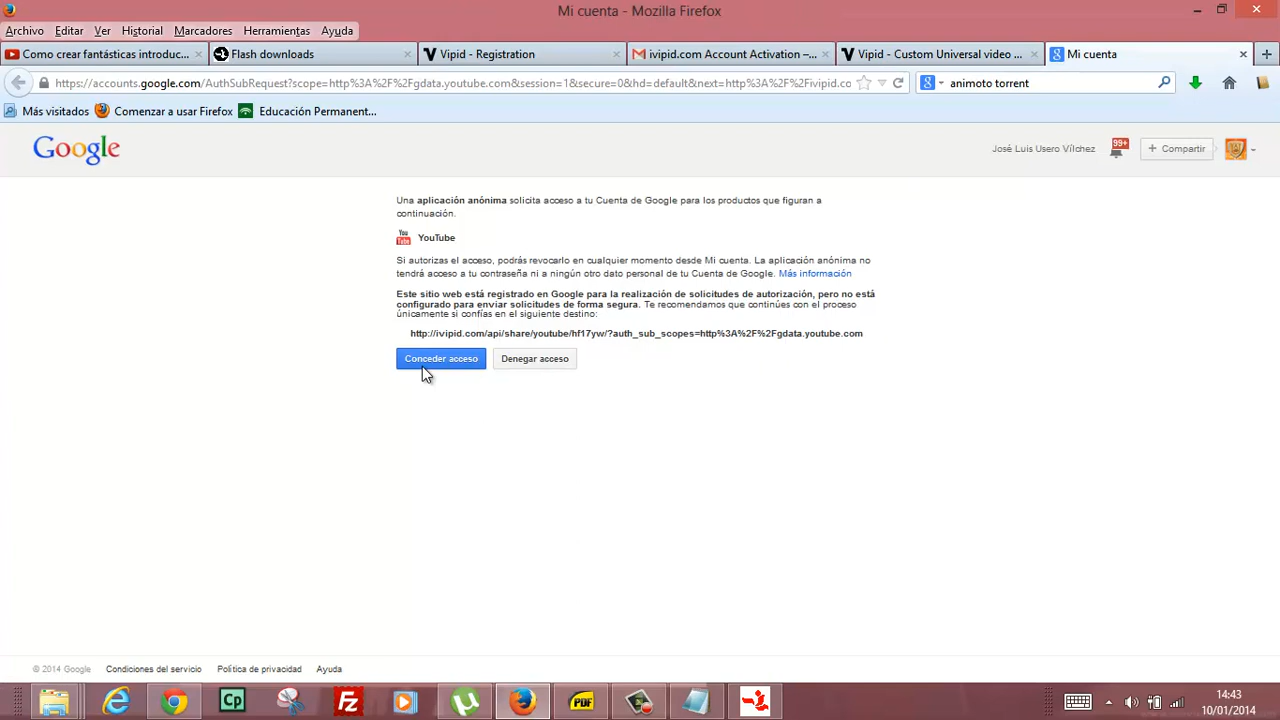 Mi cuenta - Mozilla Firefox
Archivo Editar Ver Historial Marcadores Herramientas Ayuda
Como crear fantásticas introduc... Flash downloads Vipid - Registration ivipid.com Account Activation –... Vipid - Custom Universal video ... Mi cuenta
https://accounts.google.com/AuthSubRequest?scope=http%3A%2F%2Fgdata.youtube.com&session=1&secure=0&hd=default&next=http%3A%2F%2Fivipid.co animoto torrent
Más visitados Comenzar a usar Firefox Educación Permanent...
Google José Luis Usero Vílchez 99+ + Compartir
Una aplicación anónima solicita acceso a tu Cuenta de Google para los productos que figuran a
continuación.
You Tube YouTube
Si autorizas el acceso, podrás revocarlo en cualquier momento desde Mi cuenta. La aplicación anónima no
tendrá acceso a tu contraseña ni a ningún otro dato personal de tu Cuenta de Google. Más información
Este sitio web está registrado en Google para la realización de solicitudes de autorización, pero no está
configurado para enviar solicitudes de forma segura. Te recomendamos que continúes con el proceso
únicamente si confías en el siguiente destino:
http://ivipid.com/api/share/youtube/hf17yw/?auth_sub_scopes=http%3A%2F%2Fgdata.youtube.com
Conceder acceso Denegar acceso
© 2014 Google Condiciones del servicio Política de privacidad Ayuda
Cp FZ PDF 14:43
10/01/2014